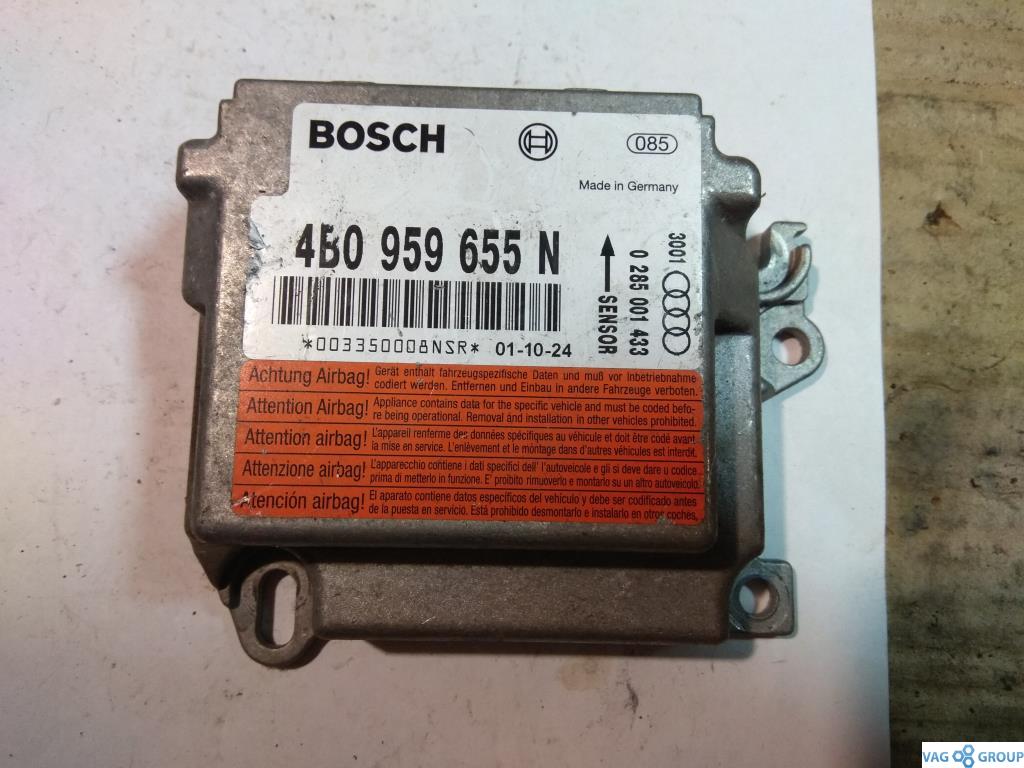 BOSCH
085
Made in Germany
4B0 959 655 N
*003350008NSR* 01-10-24
SENSOR
0 285 001 433
3001
Achtung Airbag! Gerät enthält fahrzeugspezifische Daten und muß vor Inbetriebnahme
codiert werden. Entfernen und Einbau in andere Fahrzeuge verboten.
Attention Airbag! Appliance contains data for the specific vehicle and must be coded befo-
re being operational. Removal and installation in other vehicles prohibited.
Attention airbag! L'appareil renferme des données spécifiques au véhicule et doit être codé avant
la mise en service. L'enlèvement et le montage dans d'autres véhicules est interdit.
Attenzione airbag! L'apparecchio contiene i dati specifici dell' l'autoveicolo e gli si deve dare u codice
prima di metterlo in funzione. E' proibito rimuoverlo e montarlo su un altro autoveicolo.
Atención airbag! El aparato contiene datos específicos del vehículo y debe ser codificado antes
de la puesta en servicio. Está prohibido desmontarlo e instalarlo en otros coches.
VAG GROUP